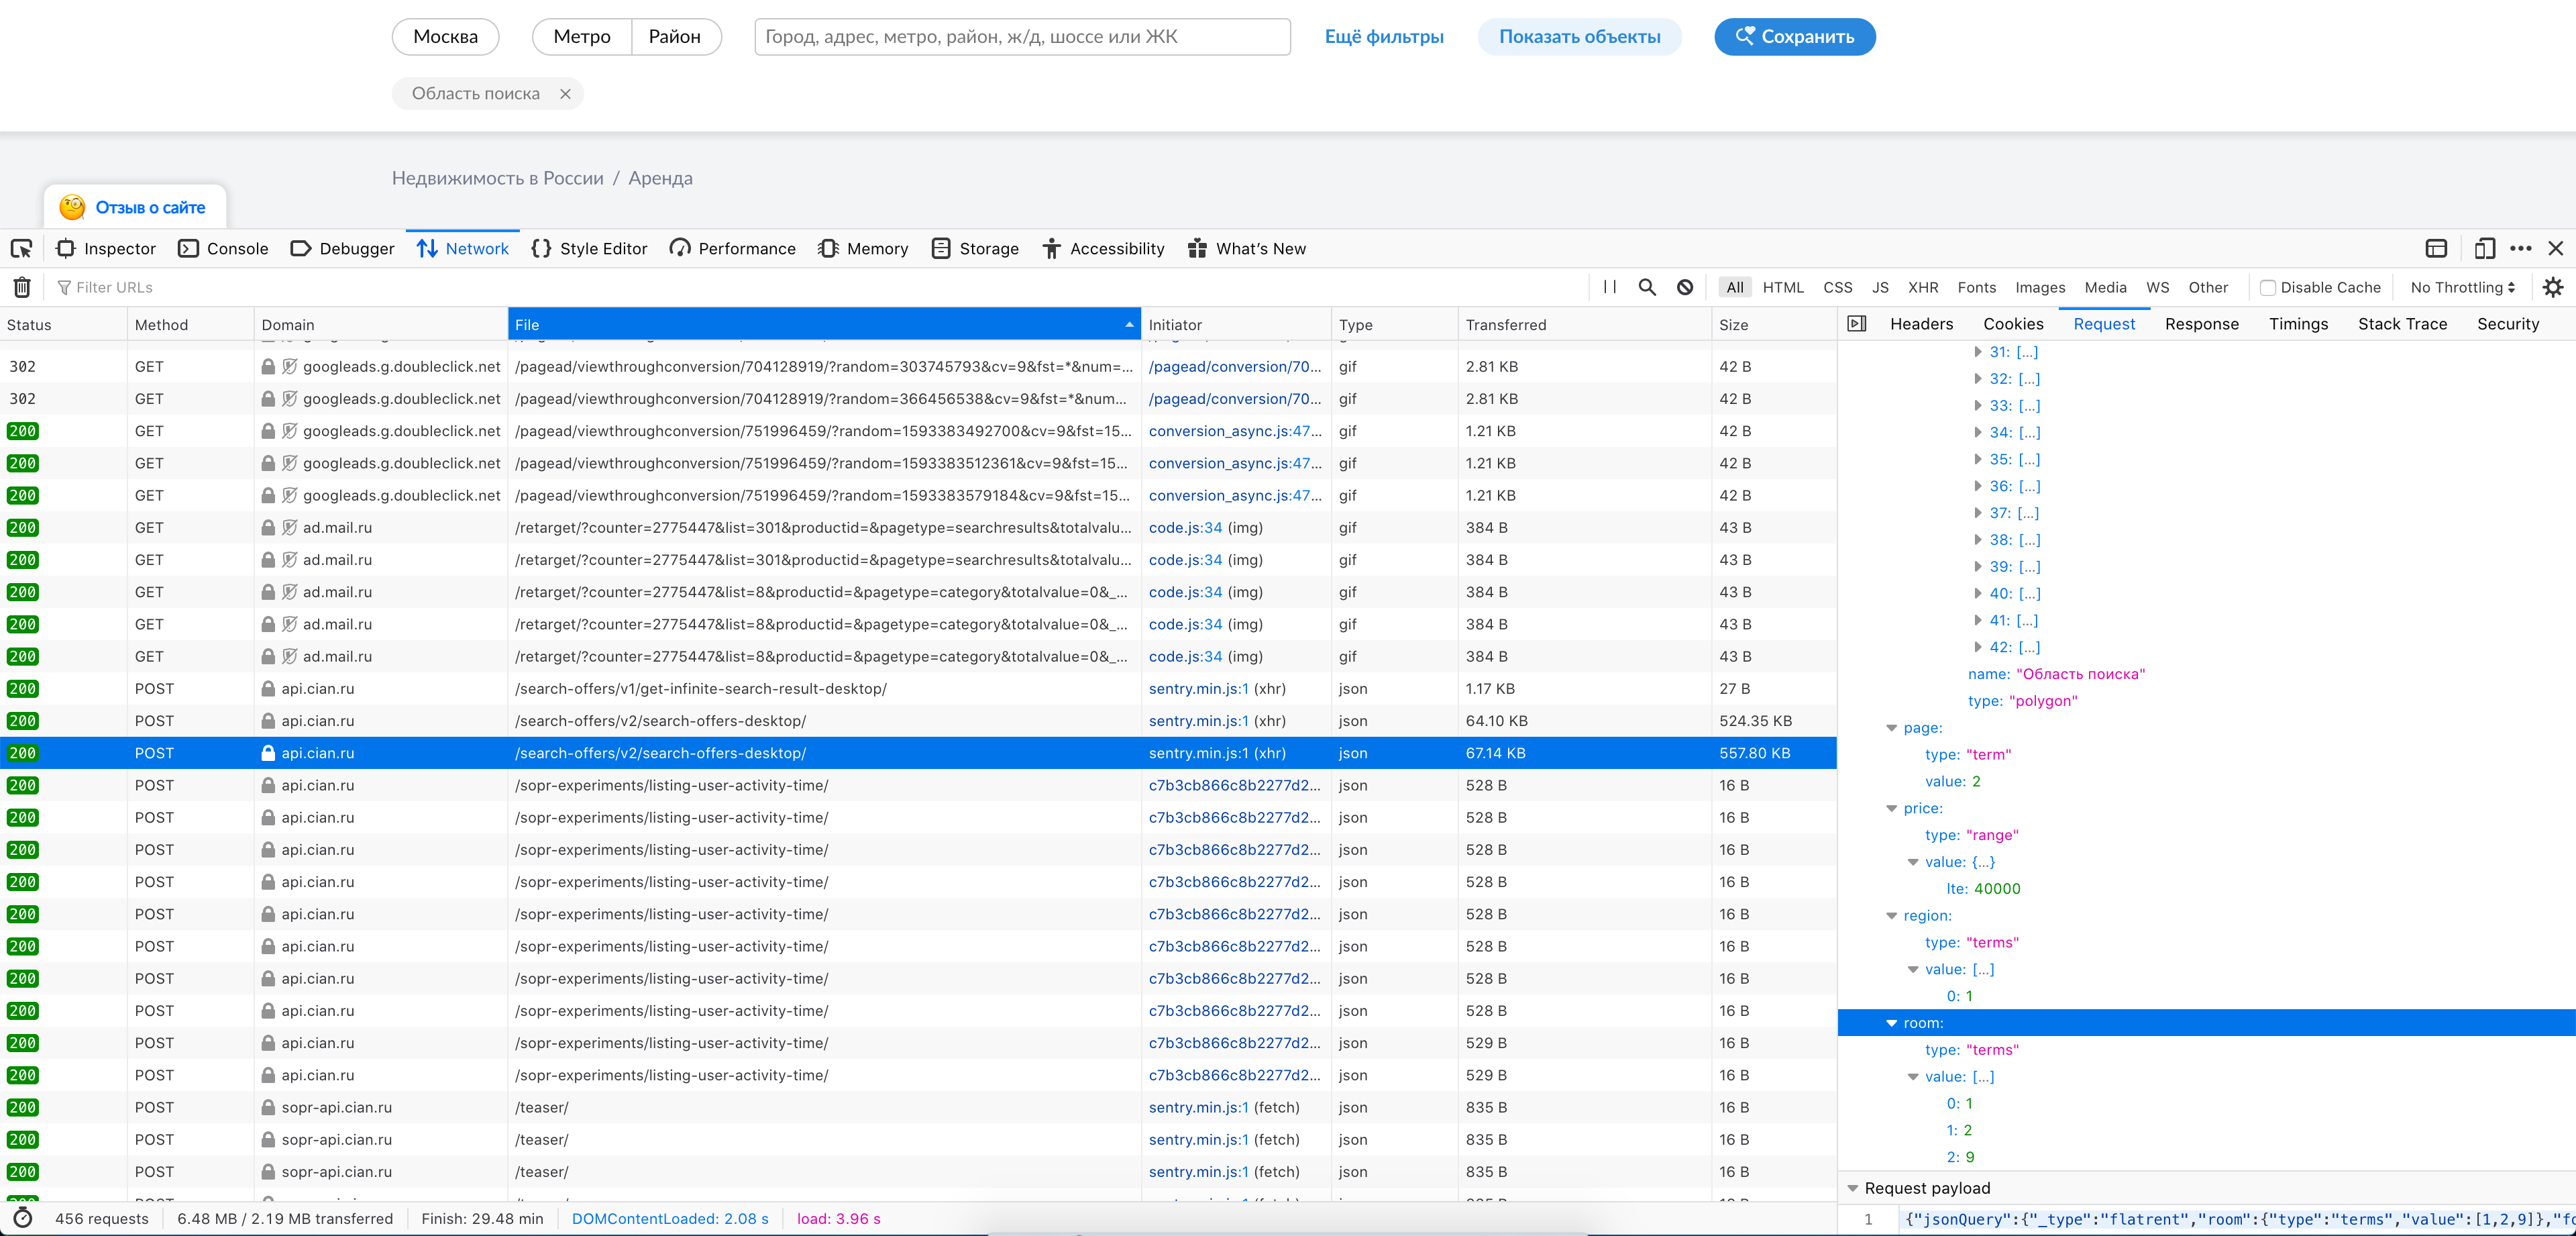 Москва
Метро Район
Город, адрес, метро, район, ж/д, шоссе или ЖК
Ещё фильтры
Показать объекты
Сохранить
Область поиска ×
Недвижимость в России / Аренда
Отзыв о сайте
Inspector Console Debugger Network Style Editor Performance Memory Storage Accessibility What's New
Filter URLs All HTML CSS JS XHR Fonts Images Media WS Other Disable Cache No Throttling
Status Method Domain File Initiator Type Transferred Size
302 GET googleads.g.doubleclick.net /pagead/viewthroughconversion/704128919/?random=303745793&cv=9&fst=*&num=... /pagead/conversion/70... gif 2.81 KB 42 B
302 GET googleads.g.doubleclick.net /pagead/viewthroughconversion/704128919/?random=366456538&cv=9&fst=*&num... /pagead/conversion/70... gif 2.81 KB 42 B
200 GET googleads.g.doubleclick.net /pagead/viewthroughconversion/751996459/?random=1593383492700&cv=9&fst=15... conversion_async.js:47... gif 1.21 KB 42 B
200 GET googleads.g.doubleclick.net /pagead/viewthroughconversion/751996459/?random=1593383512361&cv=9&fst=15... conversion_async.js:47... gif 1.21 KB 42 B
200 GET googleads.g.doubleclick.net /pagead/viewthroughconversion/751996459/?random=1593383579184&cv=9&fst=15... conversion_async.js:47... gif 1.21 KB 42 B
200 GET ad.mail.ru /retarget/?counter=2775447&list=301&productid=&pagetype=searchresults&totalvalu... code.js:34 (img) gif 384 B 43 B
200 GET ad.mail.ru /retarget/?counter=2775447&list=301&productid=&pagetype=searchresults&totalvalu... code.js:34 (img) gif 384 B 43 B
200 GET ad.mail.ru /retarget/?counter=2775447&list=8&productid=&pagetype=category&totalvalue=0&_... code.js:34 (img) gif 384 B 43 B
200 GET ad.mail.ru /retarget/?counter=2775447&list=8&productid=&pagetype=category&totalvalue=0&_... code.js:34 (img) gif 384 B 43 B
200 GET ad.mail.ru /retarget/?counter=2775447&list=8&productid=&pagetype=category&totalvalue=0&_... code.js:34 (img) gif 384 B 43 B
200 POST api.cian.ru /search-offers/v1/get-infinite-search-result-desktop/ sentry.min.js:1 (xhr) json 1.17 KB 27 B
200 POST api.cian.ru /search-offers/v2/search-offers-desktop/ sentry.min.js:1 (xhr) json 64.10 KB 524.35 KB
200 POST api.cian.ru /search-offers/v2/search-offers-desktop/ sentry.min.js:1 (xhr) json 67.14 KB 557.80 KB
200 POST api.cian.ru /sopr-experiments/listing-user-activity-time/ c7b3cb866c8b2277d2... json 528 B 16 B
200 POST api.cian.ru /sopr-experiments/listing-user-activity-time/ c7b3cb866c8b2277d2... json 528 B 16 B
200 POST api.cian.ru /sopr-experiments/listing-user-activity-time/ c7b3cb866c8b2277d2... json 528 B 16 B
200 POST api.cian.ru /sopr-experiments/listing-user-activity-time/ c7b3cb866c8b2277d2... json 528 B 16 B
200 POST api.cian.ru /sopr-experiments/listing-user-activity-time/ c7b3cb866c8b2277d2... json 528 B 16 B
200 POST api.cian.ru /sopr-experiments/listing-user-activity-time/ c7b3cb866c8b2277d2... json 528 B 16 B
200 POST api.cian.ru /sopr-experiments/listing-user-activity-time/ c7b3cb866c8b2277d2... json 528 B 16 B
200 POST api.cian.ru /sopr-experiments/listing-user-activity-time/ c7b3cb866c8b2277d2... json 528 B 16 B
200 POST api.cian.ru /sopr-experiments/listing-user-activity-time/ c7b3cb866c8b2277d2... json 529 B 16 B
200 POST api.cian.ru /sopr-experiments/listing-user-activity-time/ c7b3cb866c8b2277d2... json 529 B 16 B
200 POST sopr-api.cian.ru /teaser/ sentry.min.js:1 (fetch) json 835 B 16 B
200 POST sopr-api.cian.ru /teaser/ sentry.min.js:1 (fetch) json 835 B 16 B
200 POST sopr-api.cian.ru /teaser/ sentry.min.js:1 (fetch) json 835 B 16 B
456 requests 6.48 MB / 2.19 MB transferred Finish: 29.48 min DOMContentLoaded: 2.08 s load: 3.96 s
Headers Cookies Request Response Timings Stack Trace Security
31: [...]
32: [...]
33: [...]
34: [...]
35: [...]
36: [...]
37: [...]
38: [...]
39: [...]
40: [...]
41: [...]
42: [...]
name: "Область поиска"
type: "polygon"
page:
type: "term"
value: 2
price:
type: "range"
value: {...}
lte: 40000
region:
type: "terms"
value: [...]
0: 1
room:
type: "terms"
value: [...]
0: 1
1: 2
2: 9
Request payload
1 {"jsonQuery":{"_type":"flatrent","room":{"type":"terms","value":[1,2,9]},"fo